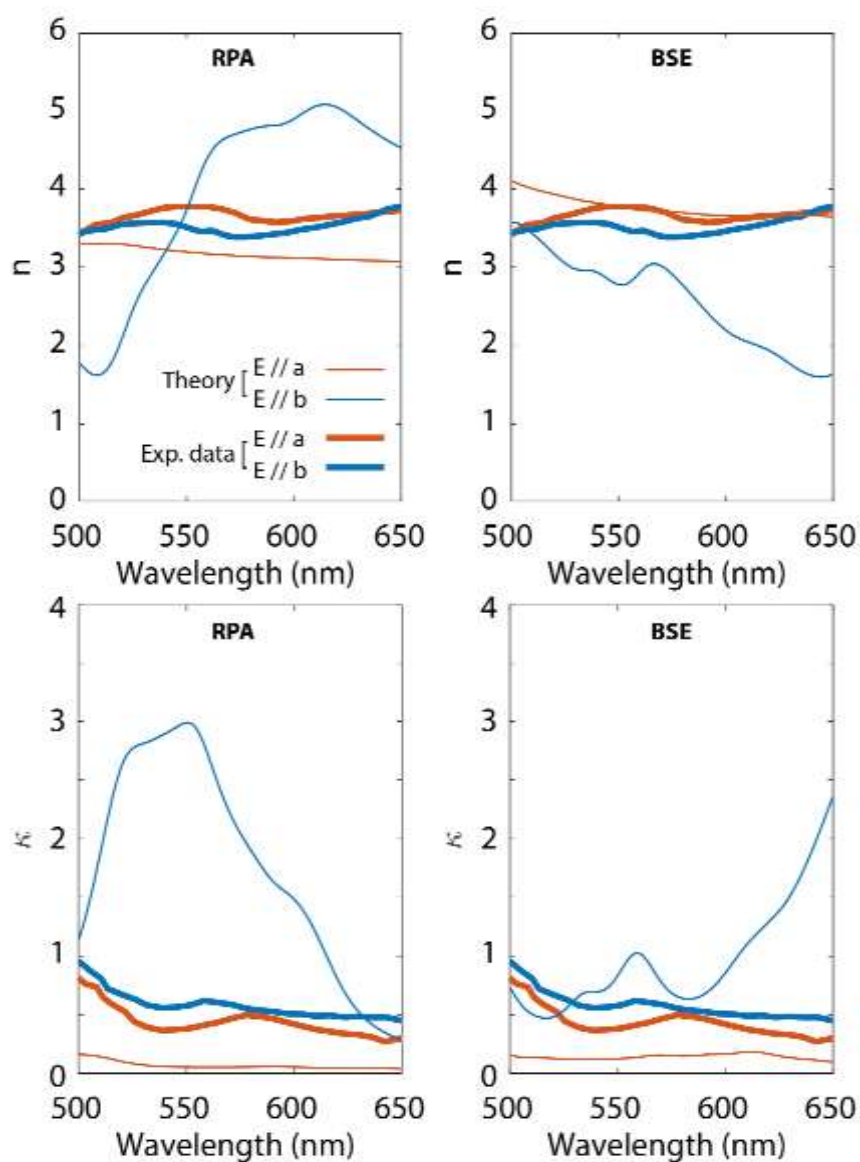 RPA
6
5
4
3
2
1
0
n
Theory [ E // a
E // b
Exp. data [ E // a
E // b
500 550 600 650
Wavelength (nm)
BSE
6
5
4
3
2
1
0
n
500 550 600 650
Wavelength (nm)
RPA
4
3
2
1
0
κ
500 550 600 650
Wavelength (nm)
BSE
4
3
2
1
0
κ
500 550 600 650
Wavelength (nm)